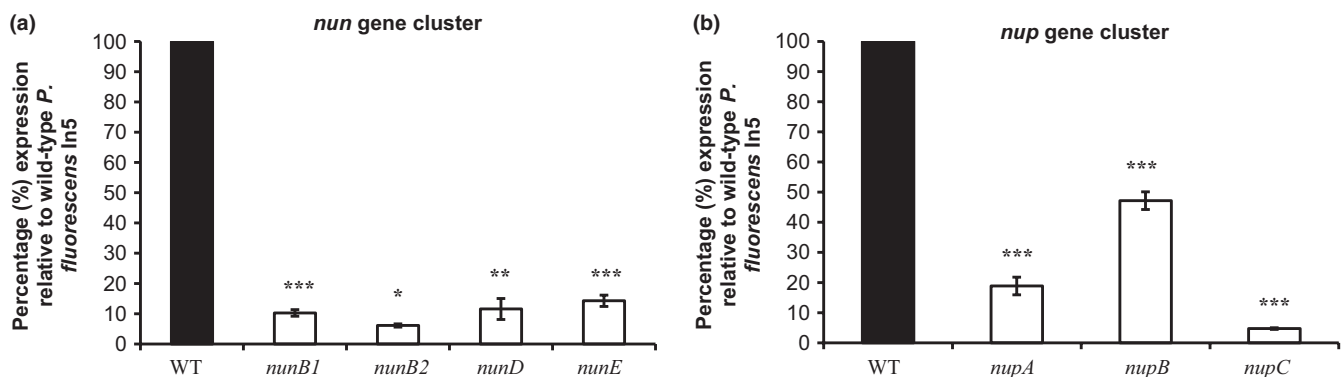 (a)
nun gene cluster
Percentage (%) expression
relative to wild-type P.
fluorescens In5
100
90
80
70
60
50
40
30
20
10
0
***
*
**
***
WT nunB1 nunB2 nunD nunE
(b)
nup gene cluster
Percentage (%) expression
relative to wild-type P.
fluorescens In5
100
90
80
70
60
50
40
30
20
10
0
***
***
***
WT nupA nupB nupC